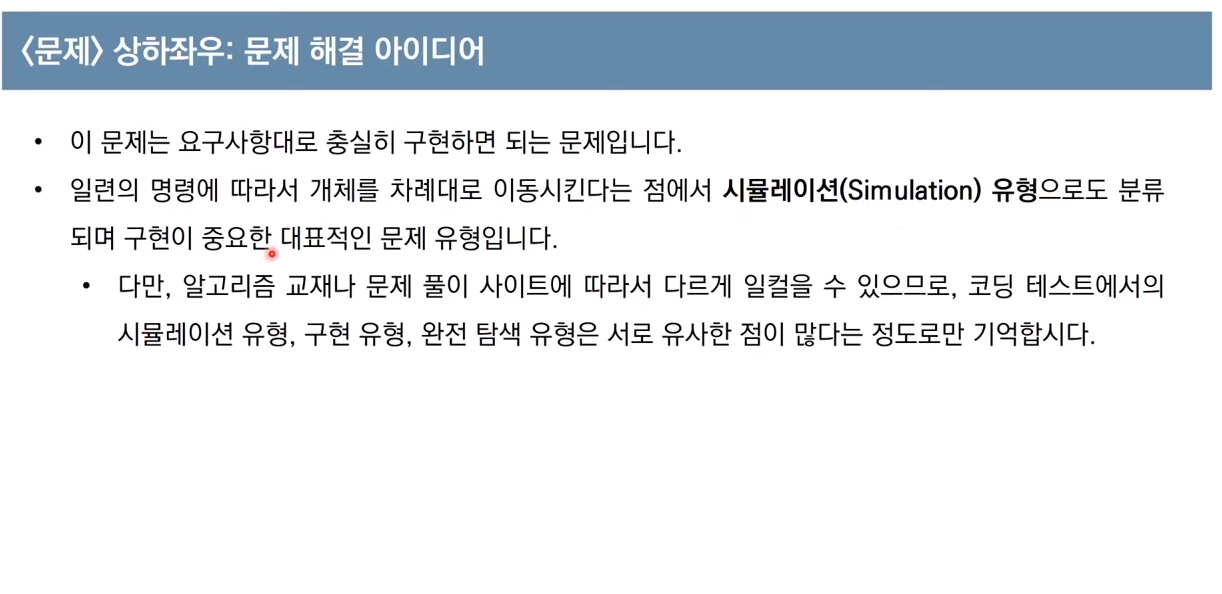 〈문제〉 상하좌우: 문제 해결 아이디어
• 이 문제는 요구사항대로 충실히 구현하면 되는 문제입니다.
• 일련의 명령에 따라서 개체를 차례대로 이동시킨다는 점에서 시뮬레이션(Simulation) 유형으로도 분류
되며 구현이 중요한 대표적인 문제 유형입니다.
• 다만, 알고리즘 교재나 문제 풀이 사이트에 따라서 다르게 일컬을 수 있으므로, 코딩 테스트에서의
시뮬레이션 유형, 구현 유형, 완전 탐색 유형은 서로 유사한 점이 많다는 정도로만 기억합시다.